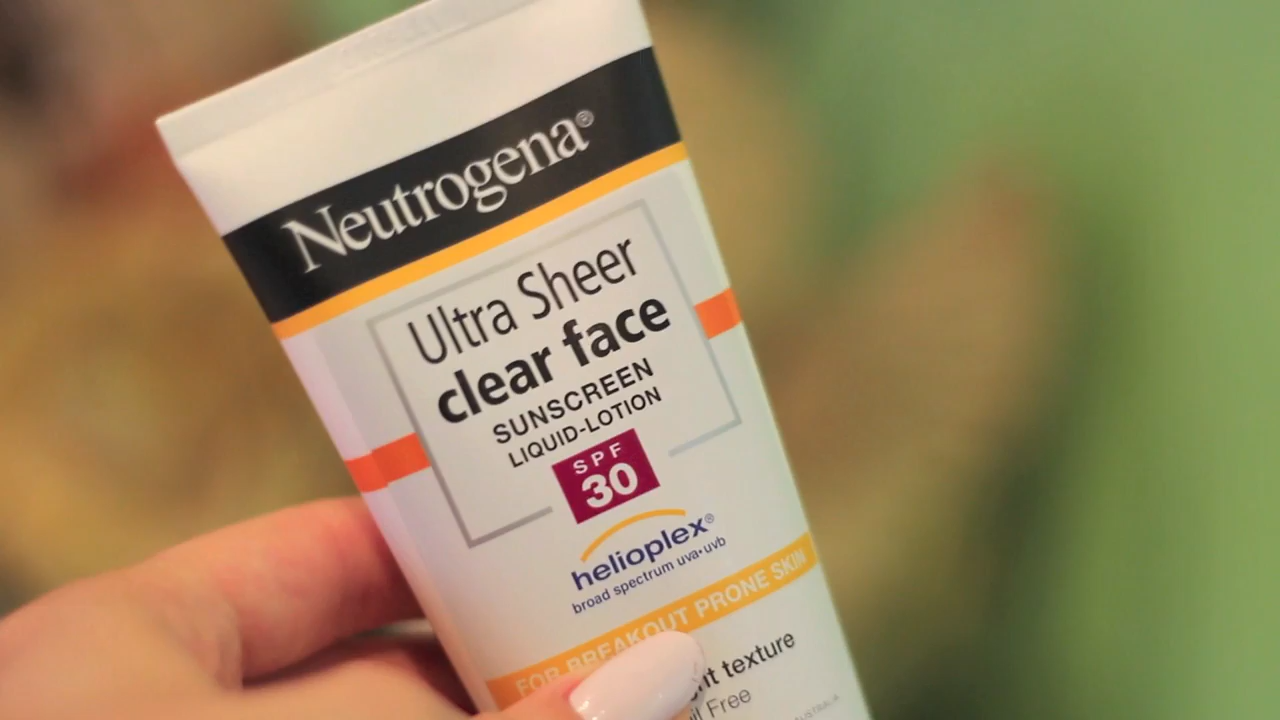 Neutrogena®
Ultra Sheer
clear face
SUNSCREEN
LIQUID-LOTION
SPF
30
helioplex®
broad spectrum uva•uvb
FOR BREAKOUT PRONE SKIN
texture
Free